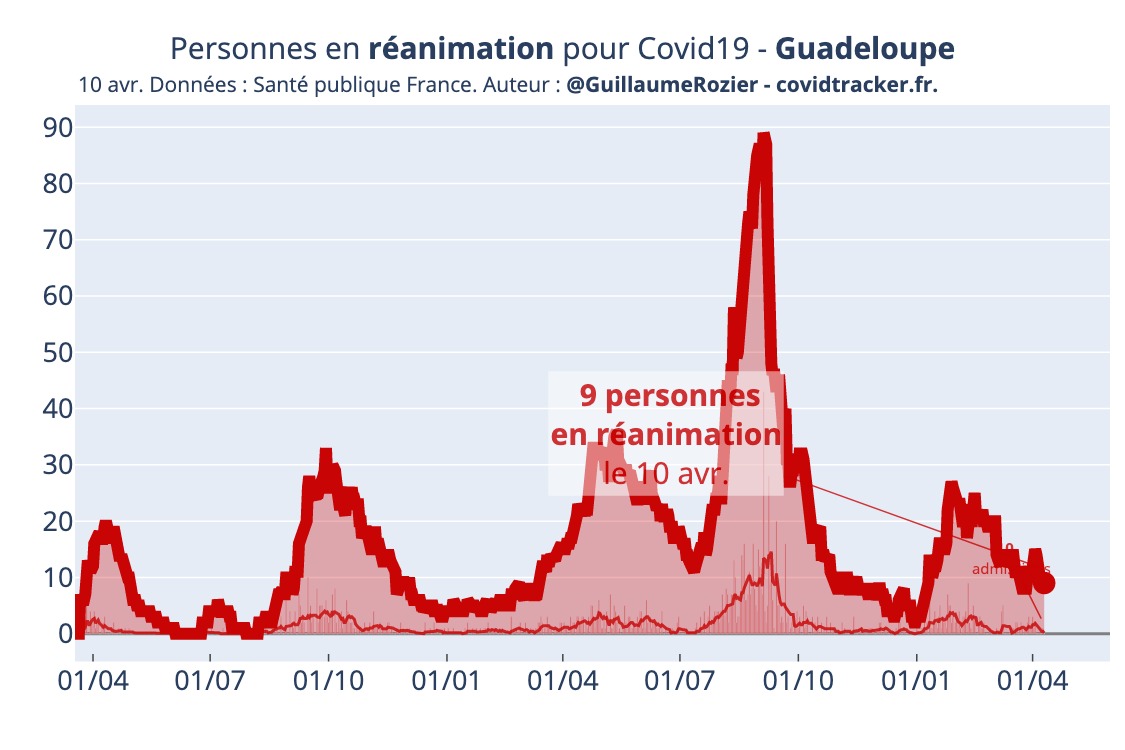 Personnes en réanimation pour Covid19 - Guadeloupe
10 avr. Données : Santé publique France. Auteur : @GuillaumeRozier - covidtracker.fr.
90
80
70
60
50
40
30
20
10
0
9 personnes
en réanimation
le 10 avr.
0
01/04 01/07 01/10 01/01 01/04 01/07 01/10 01/01 01/04